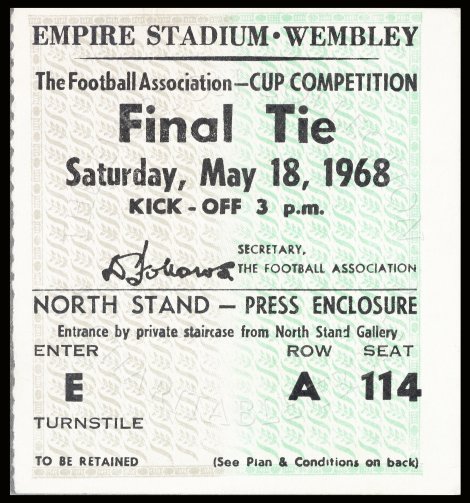 EMPIRE STADIUM • WEMBLEY
The Football Association—CUP COMPETITION
Final Tie
Saturday, May 18, 1968
KICK - OFF 3 p.m.
SECRETARY,
THE FOOTBALL ASSOCIATION
NORTH STAND — PRESS ENCLOSURE
Entrance by private staircase from North Stand Gallery
ENTER ROW SEAT
E A 114
TURNSTILE
TO BE RETAINED (See Plan & Conditions on back)